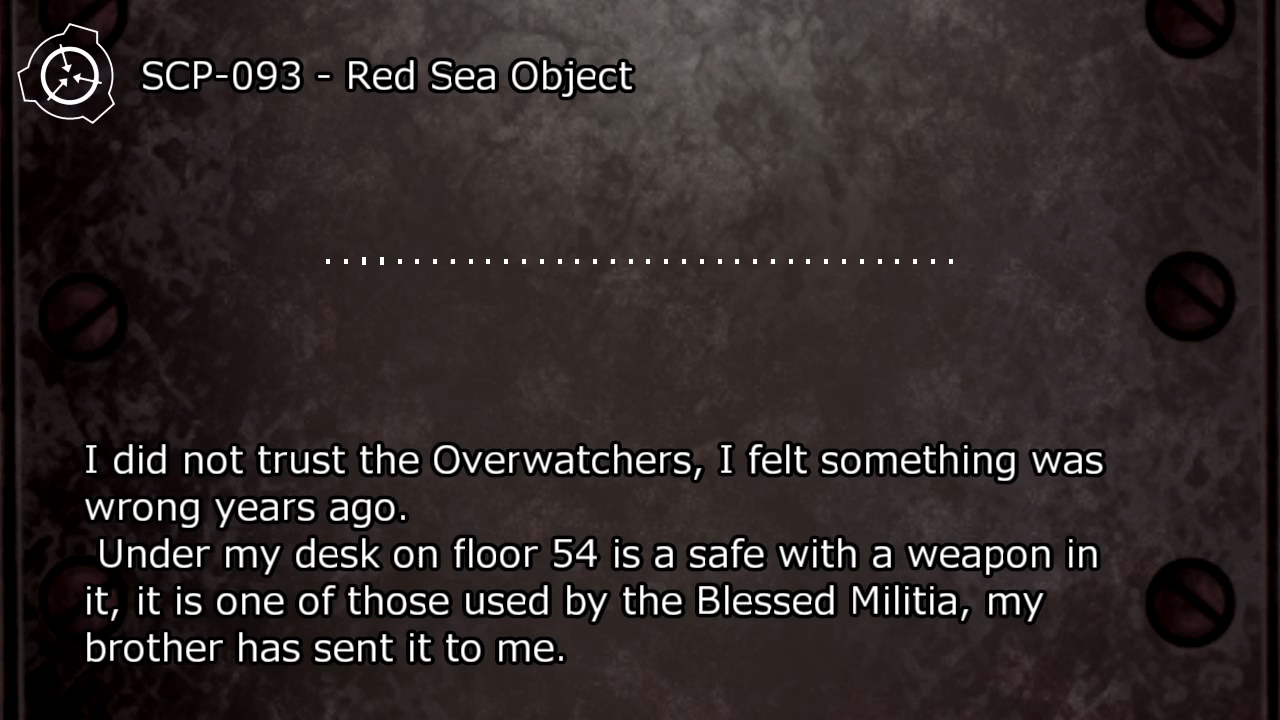 SCP-093 - Red Sea Object
I did not trust the Overwatchers, I felt something was
wrong years ago.
Under my desk on floor 54 is a safe with a weapon in
it, it is one of those used by the Blessed Militia, my
brother has sent it to me.